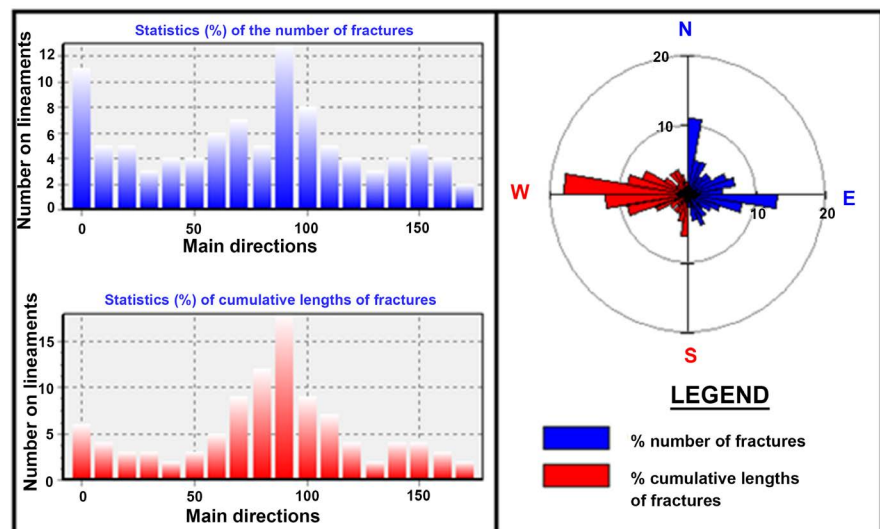 Statistics (%) of the number of fractures
Number on lineaments
12
10
8
6
4
2
0
0 50 100 150
Main directions
Statistics (%) of cumulative lengths of fractures
Number on lineaments
15
10
5
0
0 50 100 150
Main directions
N
20
10
W
E
10 20
S
LEGEND
% number of fractures
% cumulative lengths
of fractures